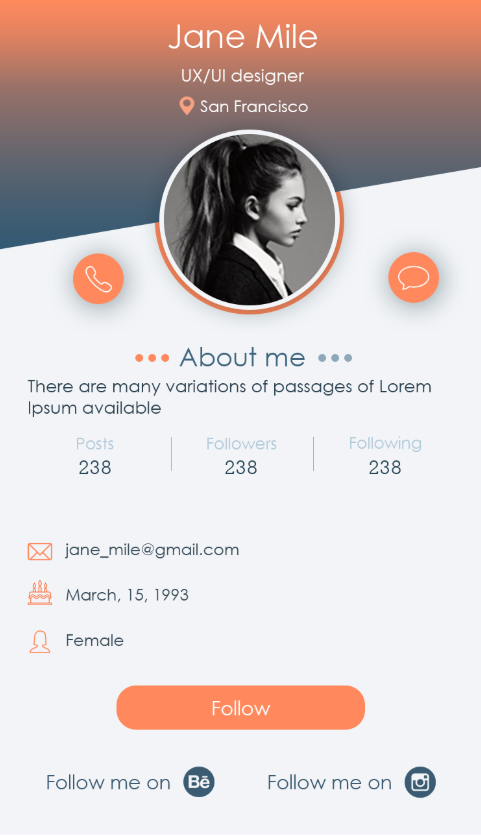 Jane Mile
UX/UI designer
San Francisco
About me
There are many variations of passages of Lorem
Ipsum available
Posts Followers Following
238 238 238
jane_mile@gmail.com
March, 15, 1993
Female
Follow
Follow me on Bē Follow me on